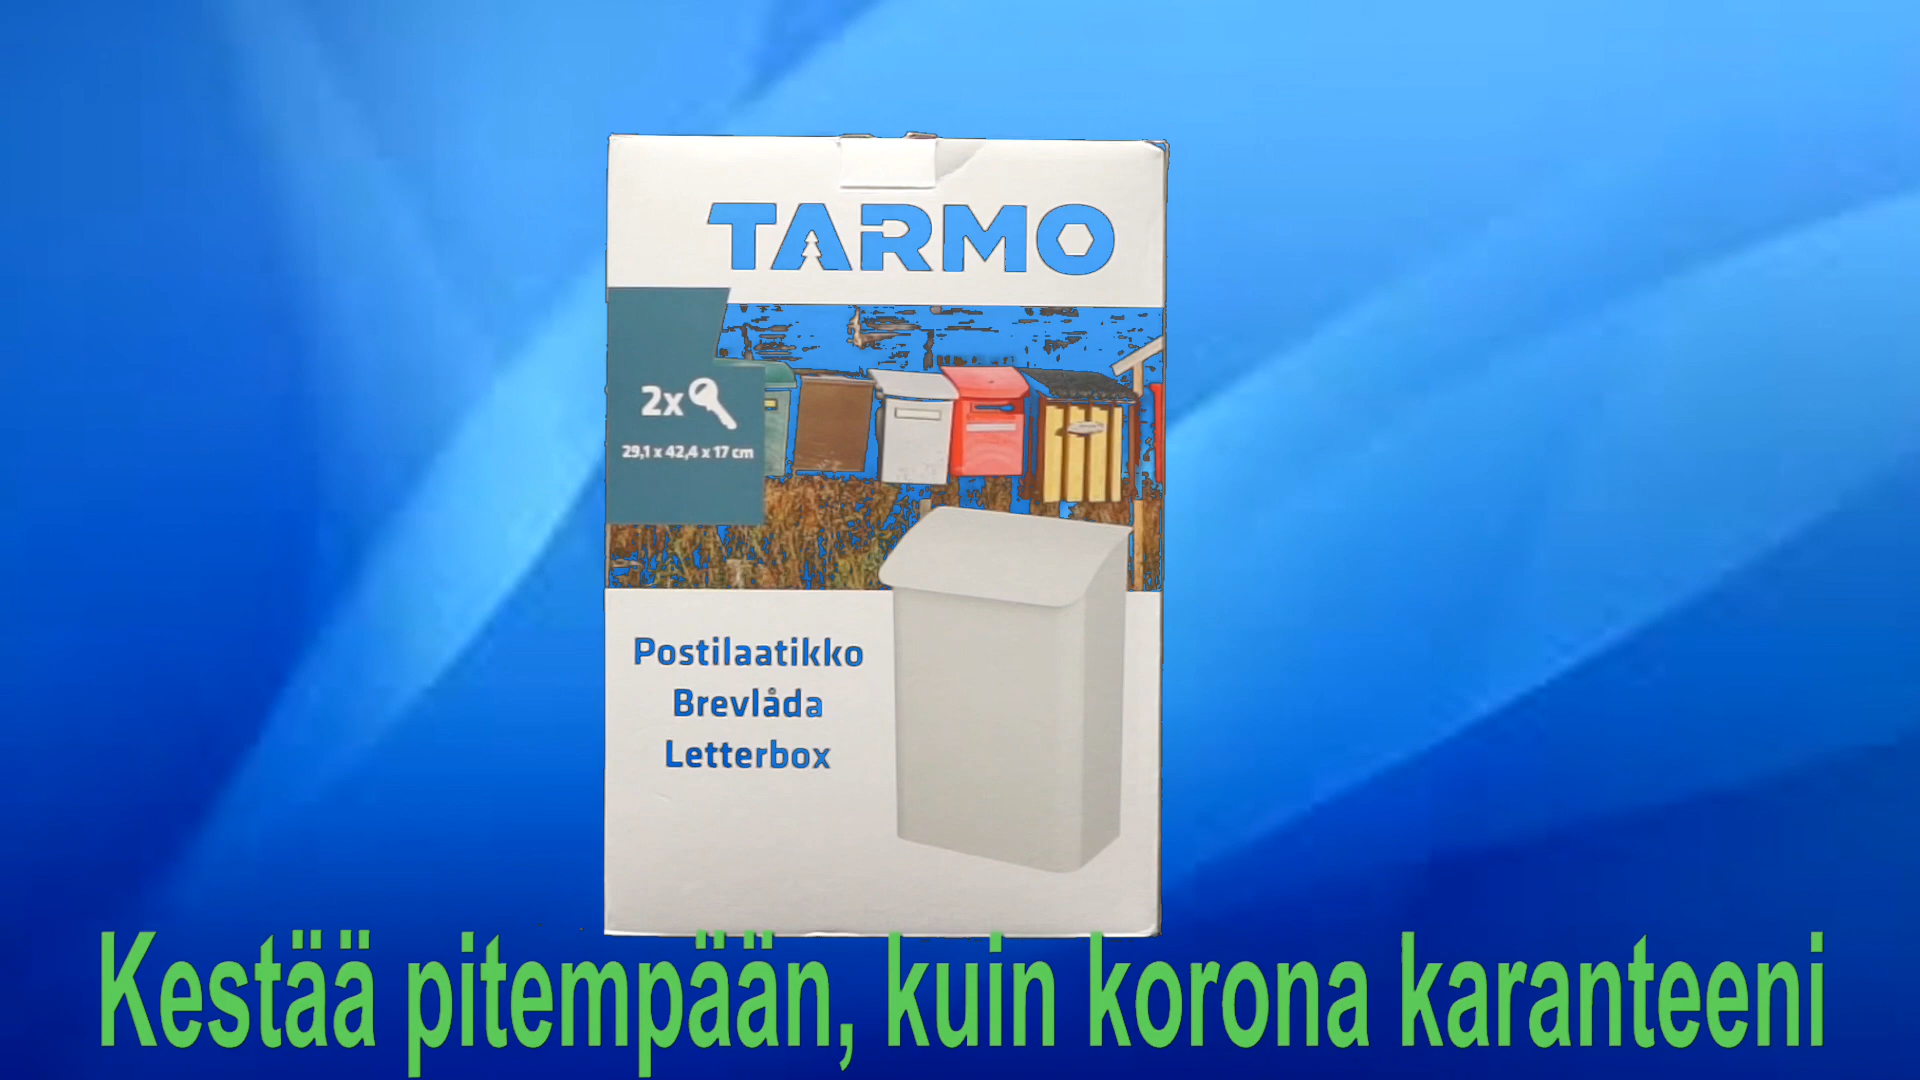 TARMO
2x
29,1 x 42,4 x 17 cm
Postilaatikko
Brevlåda
Letterbox
Kestää pitempään, kuin korona karanteeni